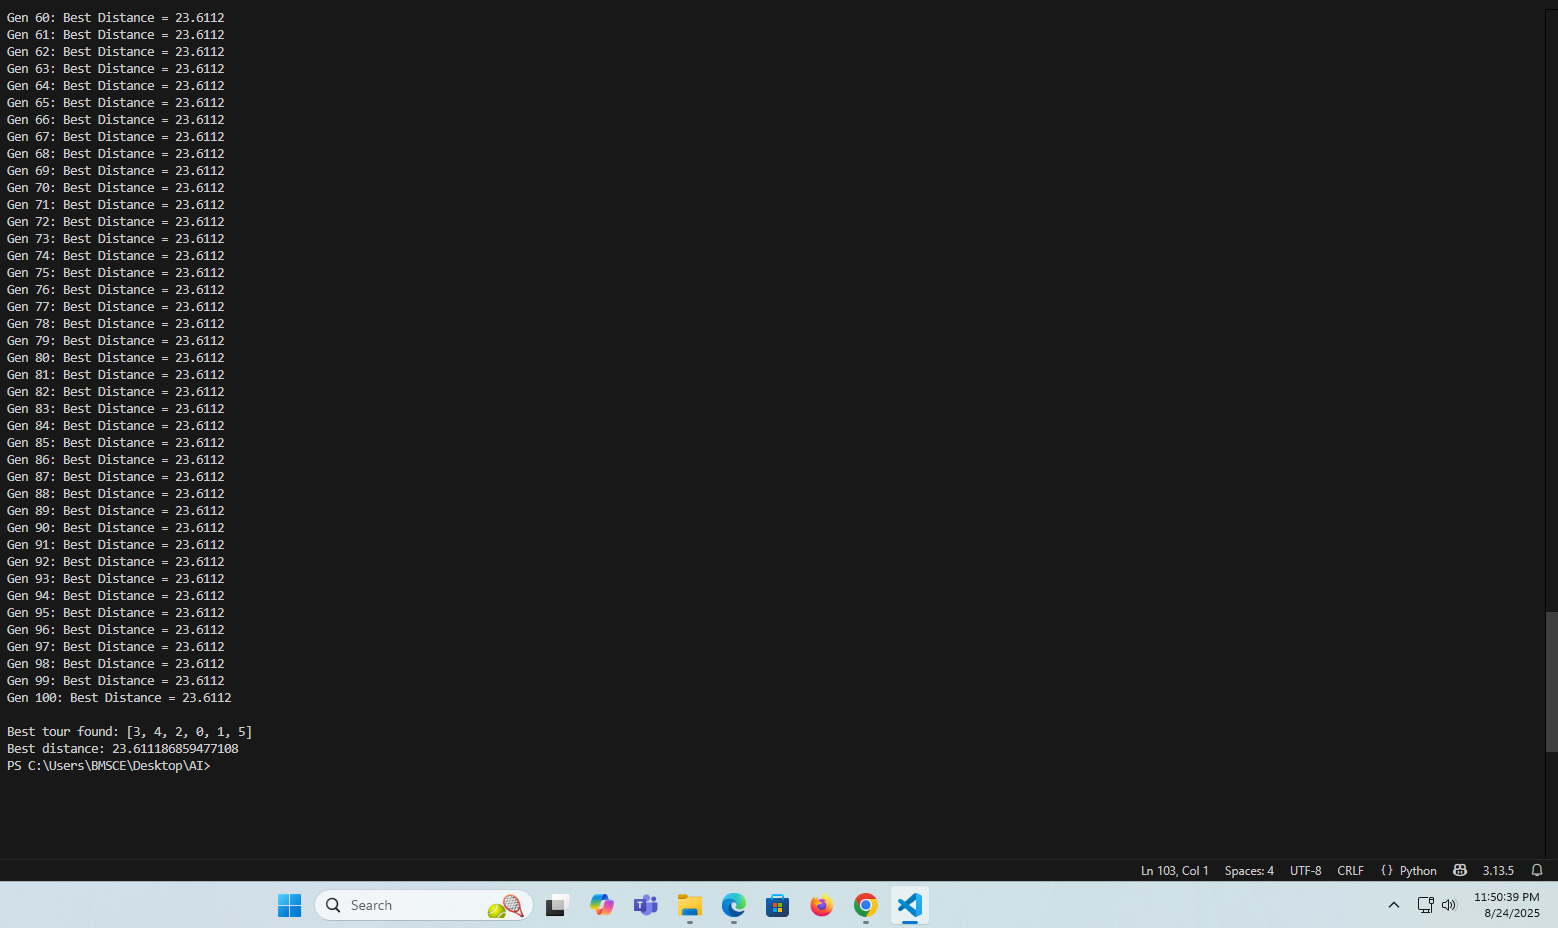 Gen 60: Best Distance = 23.6112
Gen 61: Best Distance = 23.6112
Gen 62: Best Distance = 23.6112
Gen 63: Best Distance = 23.6112
Gen 64: Best Distance = 23.6112
Gen 65: Best Distance = 23.6112
Gen 66: Best Distance = 23.6112
Gen 67: Best Distance = 23.6112
Gen 68: Best Distance = 23.6112
Gen 69: Best Distance = 23.6112
Gen 70: Best Distance = 23.6112
Gen 71: Best Distance = 23.6112
Gen 72: Best Distance = 23.6112
Gen 73: Best Distance = 23.6112
Gen 74: Best Distance = 23.6112
Gen 75: Best Distance = 23.6112
Gen 76: Best Distance = 23.6112
Gen 77: Best Distance = 23.6112
Gen 78: Best Distance = 23.6112
Gen 79: Best Distance = 23.6112
Gen 80: Best Distance = 23.6112
Gen 81: Best Distance = 23.6112
Gen 82: Best Distance = 23.6112
Gen 83: Best Distance = 23.6112
Gen 84: Best Distance = 23.6112
Gen 85: Best Distance = 23.6112
Gen 86: Best Distance = 23.6112
Gen 87: Best Distance = 23.6112
Gen 88: Best Distance = 23.6112
Gen 89: Best Distance = 23.6112
Gen 90: Best Distance = 23.6112
Gen 91: Best Distance = 23.6112
Gen 92: Best Distance = 23.6112
Gen 93: Best Distance = 23.6112
Gen 94: Best Distance = 23.6112
Gen 95: Best Distance = 23.6112
Gen 96: Best Distance = 23.6112
Gen 97: Best Distance = 23.6112
Gen 98: Best Distance = 23.6112
Gen 99: Best Distance = 23.6112
Gen 100: Best Distance = 23.6112
Best tour found: [3, 4, 2, 0, 1, 5]
Best distance: 23.611186859477108
PS C:\Users\BMSCE\Desktop\AI>
Ln 103, Col 1 Spaces: 4 UTF-8 CRLF {} Python 3.13.5
Search
11:50:39 PM
8/24/2025